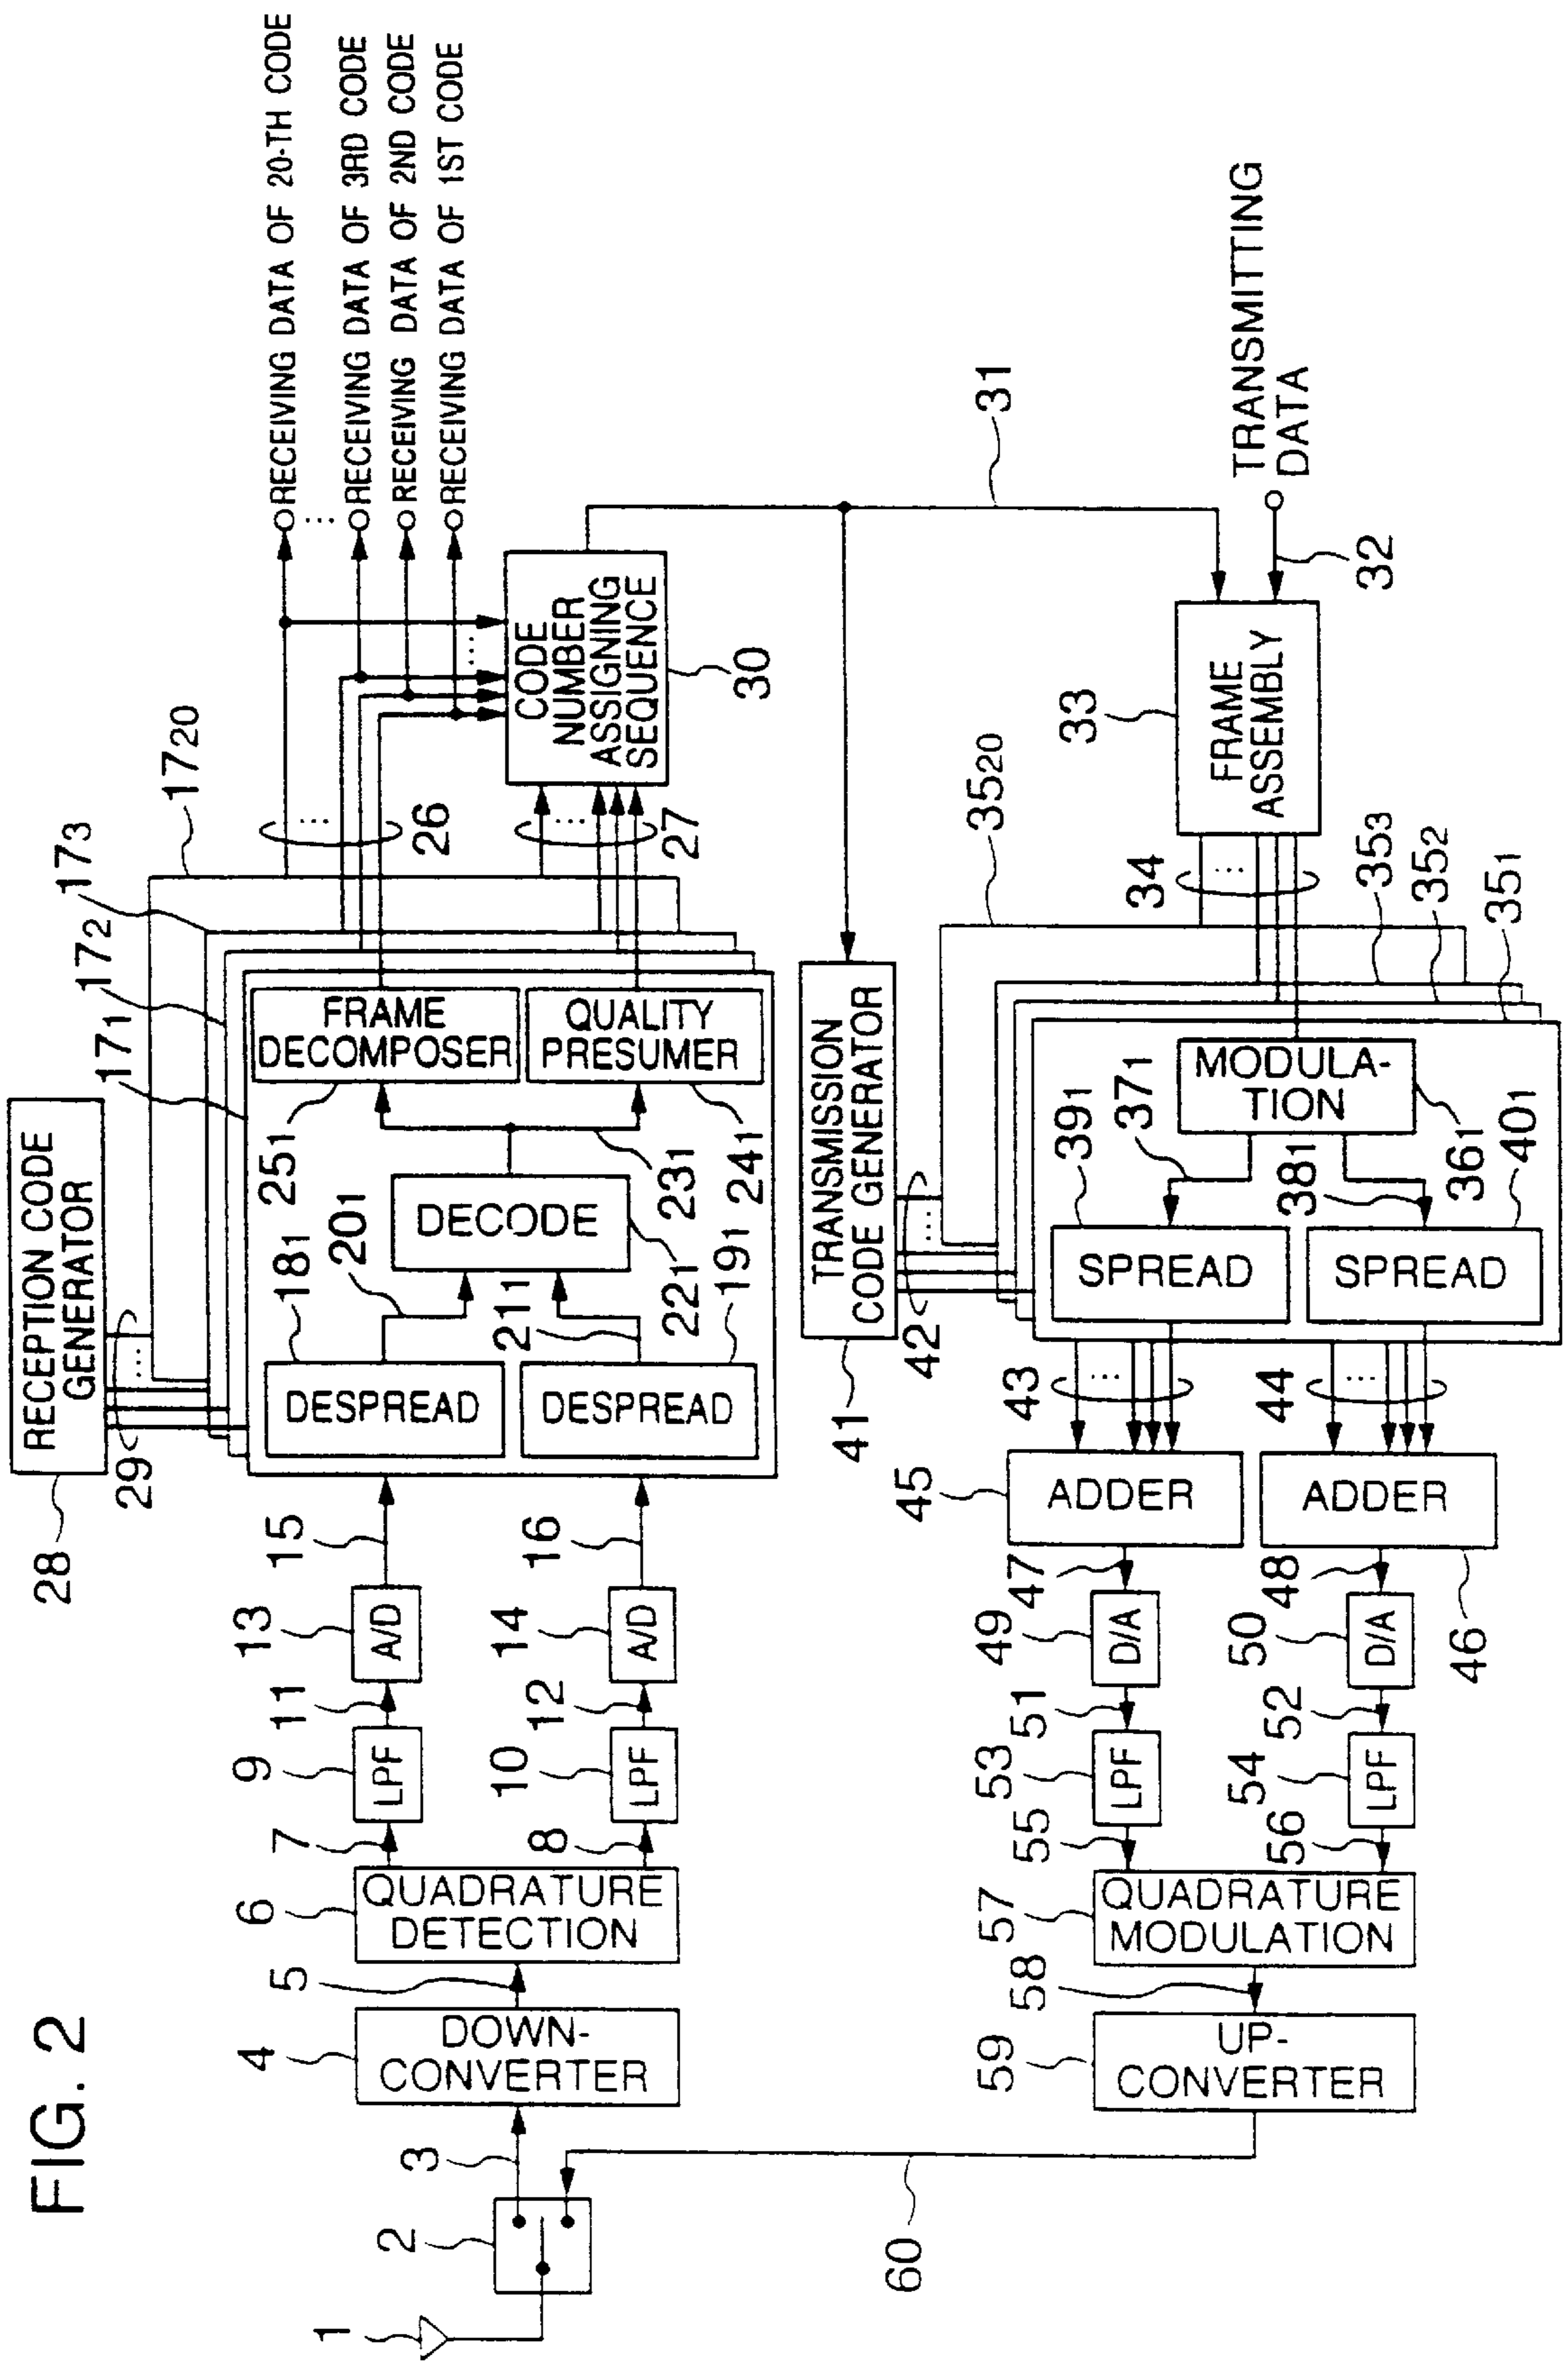 FIG. 2
1
2
3
4
DOWN-
CONVERTER
5
6
QUADRATURE
DETECTION
7
8
9
LPF
10
LPF
11
12
13
A/D
14
A/D
15
16
28
RECEPTION CODE
GENERATOR
29
17₁
17₂
17₃
17₂₀
18₁
DESPREAD
19₁
DESPREAD
20₁
21₁
DECODE
22₁
23₁
25₁
FRAME
DECOMPOSER
24₁
QUALITY
PRESUMER
26
27
CODE
NUMBER
ASSIGNING
SEQUENCE
30
RECEIVING DATA OF 20-TH CODE
RECEIVING DATA OF 3RD CODE
RECEIVING DATA OF 2ND CODE
RECEIVING DATA OF 1ST CODE
31
TRANSMITTING
DATA
32
33
FRAME
ASSEMBLY
34
35₂₀
35₃
35₂
35₁
MODULA-
TION
36₁
37₁
38₁
39₁
SPREAD
40₁
SPREAD
41
TRANSMISSION
CODE GENERATOR
42
43
44
45
ADDER
46
ADDER
47
48
49
D/A
50
D/A
51
52
53
LPF
54
LPF
55
56
57
QUADRATURE
MODULATION
58
59
UP-
CONVERTER
60